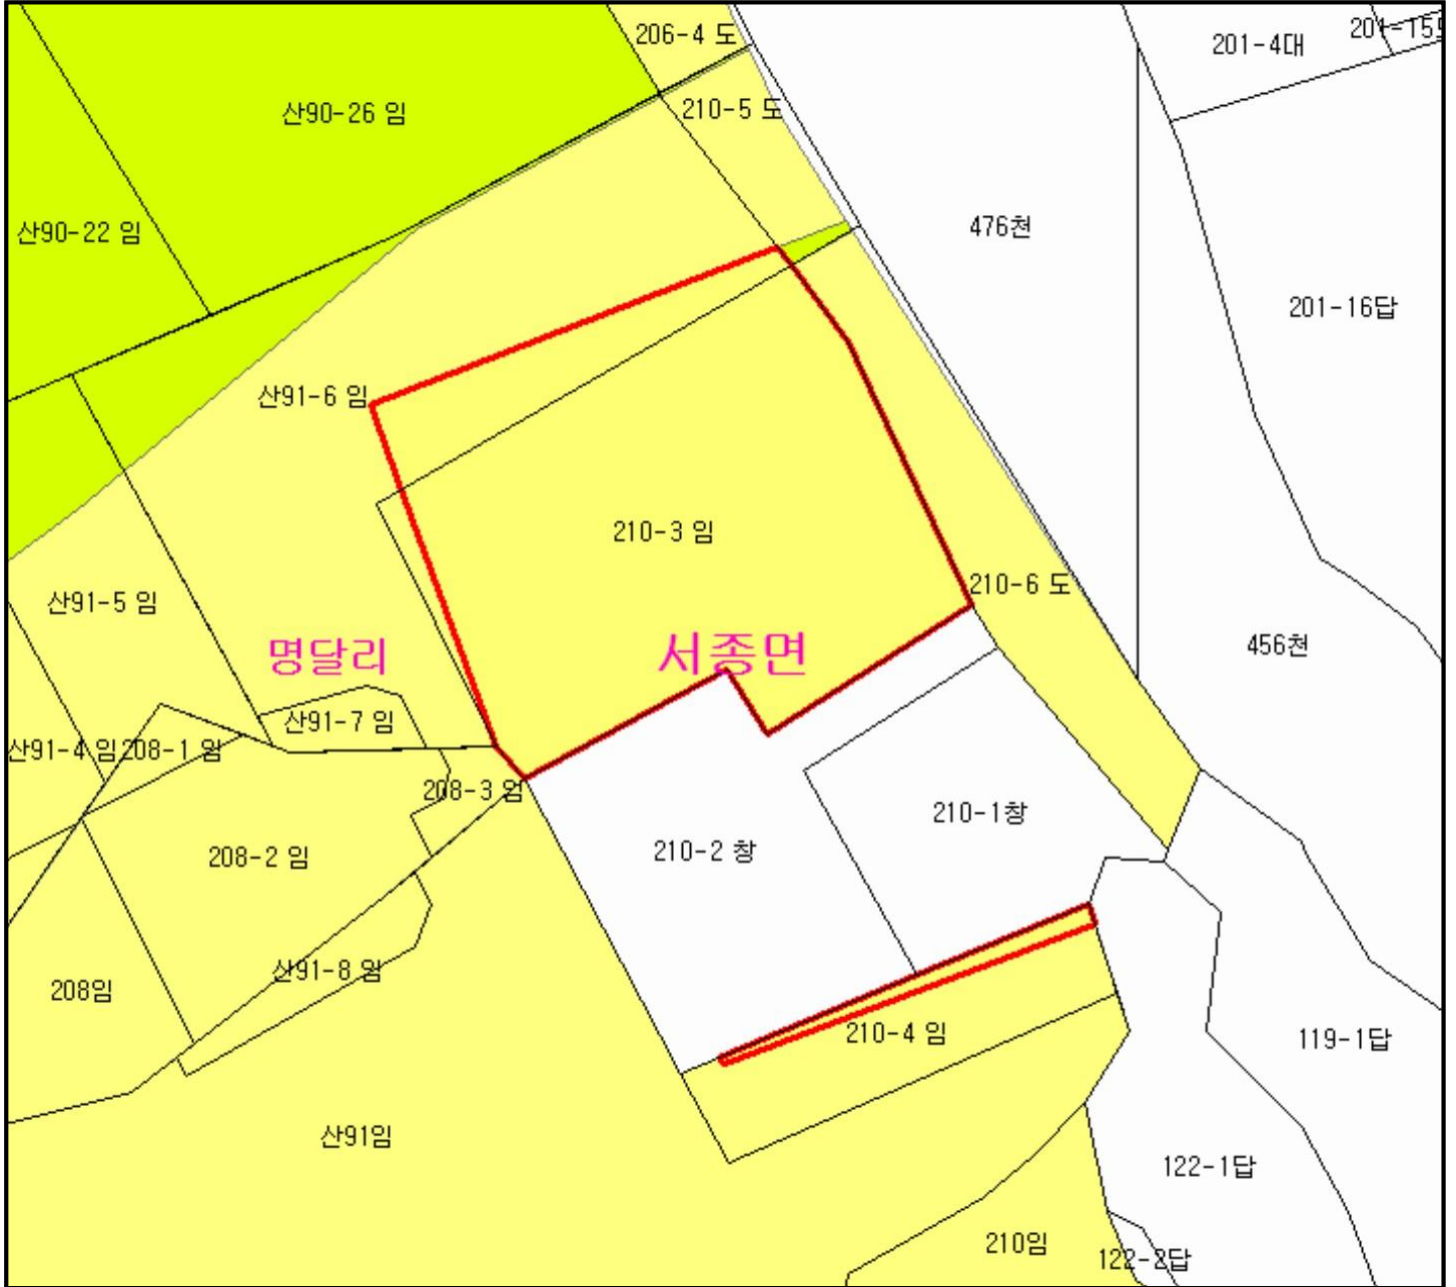 206-4 도
201-4대
산90-26 임
210-5 도
산90-22 임
476천
201-16답
산91-6 임
210-3 임
210-6 도
산91-5 임
명달리
서종면
456천
산91-7 임
산91-4 임
208-1 임
208-3 임
210-1창
208-2 임
210-2 창
산91-8 임
208임
210-4 임
119-1답
산91임
122-1답
210임
122-2답